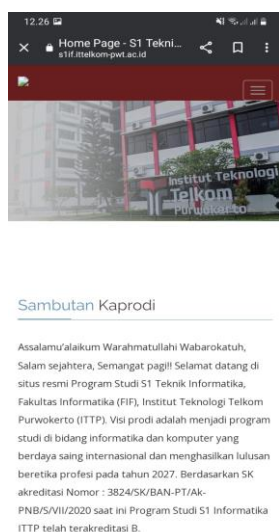 12.26
Home Page - S1 Tekni...
s1if.ittelkom-pwt.ac.id
Institut Teknologi
Telkom
Purwokerto
Sambutan Kaprodi
Assalamu'alaikum Warahmatullahi Wabarokatuh,
Salam sejahtera, Semangat pagi!! Selamat datang di
situs resmi Program Studi S1 Teknik Informatika,
Fakultas Informatika (FIF), Institut Teknologi Telkom
Purwokerto (ITTP). Visi prodi adalah menjadi program
studi di bidang informatika dan komputer yang
berdaya saing internasional dan menghasilkan lulusan
beretika profesi pada tahun 2027. Berdasarkan SK
akreditasi Nomor : 3824/SK/BAN-PT/Ak-
PNB/S/VII/2020 saat ini Program Studi S1 Informatika
ITTP telah terakreditasi B.